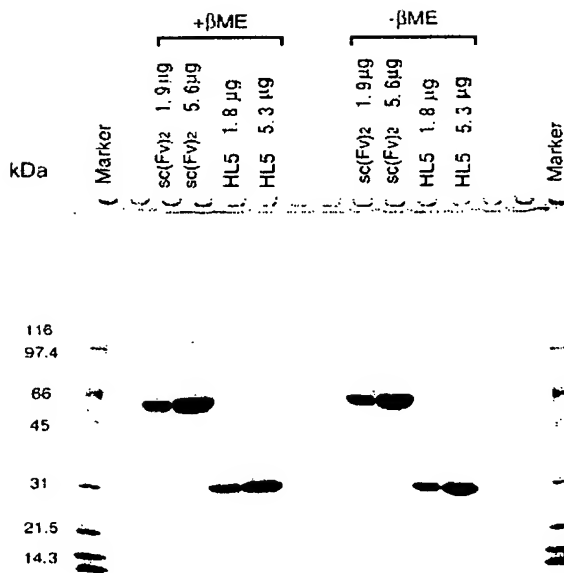 +βME
-βME
kDa
Marker
sc(Fv)2 1.9µg
sc(Fv)2 5.6µg
HL5 1.8 µg
HL5 5.3 µg
sc(Fv)2 1.9µg
sc(Fv)2 5.6µg
HL5 1.8 µg
HL5 5.3 µg
Marker
116
97.4
66
45
31
21.5
14.3